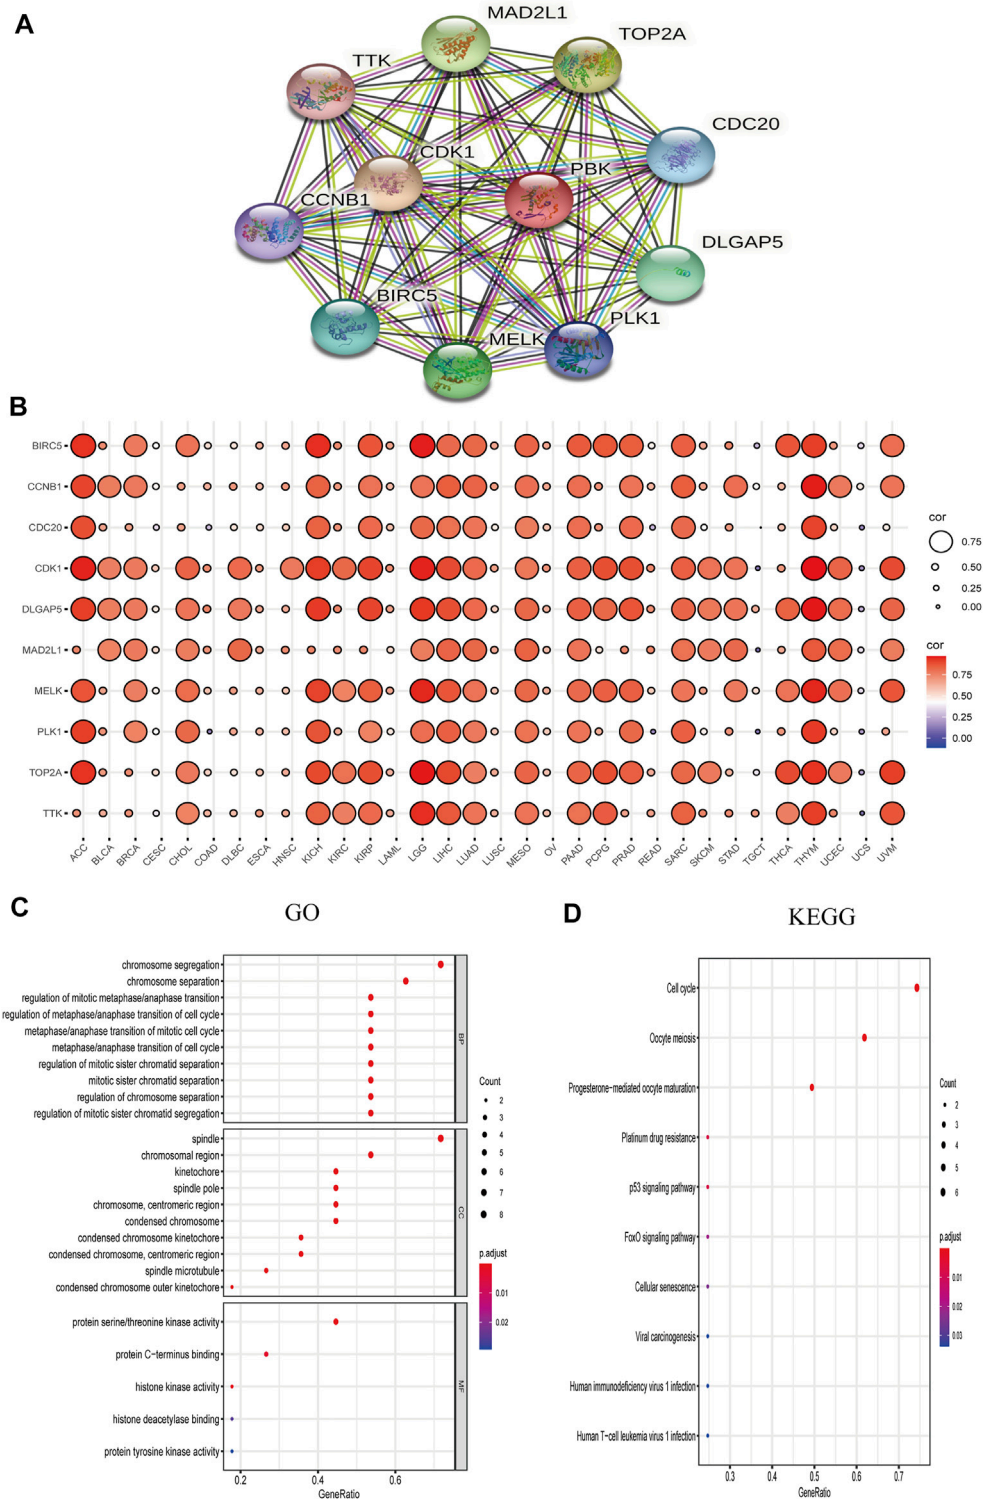 A
MAD2L1
TOP2A
TTK
CDC20
CDK1
PBK
CCNB1
DLGAP5
BIRC5
PLK1
MELK
B
BIRC5
CCNB1
CDC20
CDK1
DLGAP5
MAD2L1
MELK
PLK1
TOP2A
TTK
ACC BLCA BRCA CESC CHOL COAD DLBC ESCA HNSC KICH KIRC KIRP LAML LGG LIHC LUAD LUSC MESO OV PAAD PCPG PRAD READ SARC SKCM STAD TGCT THCA THYM UCEC UCS UVM
cor
0.75
0.50
0.25
0.00
cor
0.75
0.50
0.25
0.00
C
GO
chromosome segregation
chromosome separation
regulation of mitotic metaphase/anaphase transition
regulation of metaphase/anaphase transition of cell cycle
metaphase/anaphase transition of mitotic cell cycle
metaphase/anaphase transition of cell cycle
regulation of mitotic sister chromatid separation
mitotic sister chromatid separation
regulation of chromosome separation
regulation of mitotic sister chromatid segregation
BP
spindle
chromosomal region
kinetochore
spindle pole
chromosome, centromeric region
condensed chromosome
condensed chromosome kinetochore
condensed chromosome, centromeric region
spindle microtubule
condensed chromosome outer kinetochore
CC
protein serine/threonine kinase activity
protein C-terminus binding
histone kinase activity
histone deacetylase binding
protein tyrosine kinase activity
MF
0.2 0.4 0.6
GeneRatio
Count
2
3
4
5
6
7
8
p.adjust
0.01
0.02
D
KEGG
Cell cycle
Oocyte meiosis
Progesterone-mediated oocyte maturation
Platinum drug resistance
p53 signaling pathway
FoxO signaling pathway
Cellular senescence
Viral carcinogenesis
Human immunodeficiency virus 1 infection
Human T-cell leukemia virus 1 infection
0.3 0.4 0.5 0.6 0.7
GeneRatio
Count
2
3
4
5
6
p.adjust
0.01
0.02
0.03